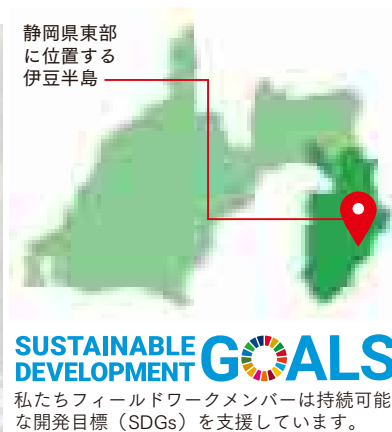 静岡県東部
に位置する
伊豆半島
SUSTAINABLE
DEVELOPMENT
GOALS
私たちフィールドワークメンバーは持続可能
な開発目標（SDGs）を支援しています。